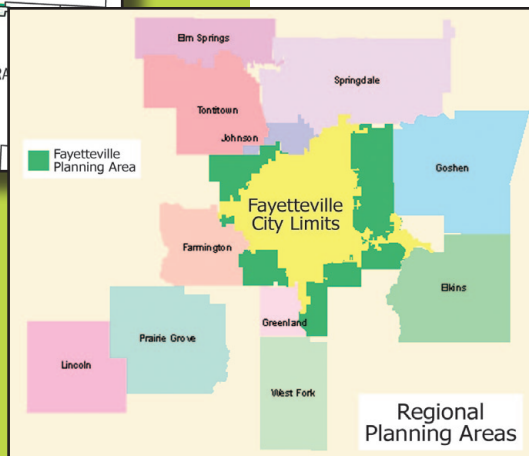 Elm Springs
Springdale
Tontitown
Johnson
Fayetteville
Planning Area
Goshen
Fayetteville
City Limits
Farmington
Elkins
Greenland
Prairie Grove
Lincoln
West Fork
Regional
Planning Areas